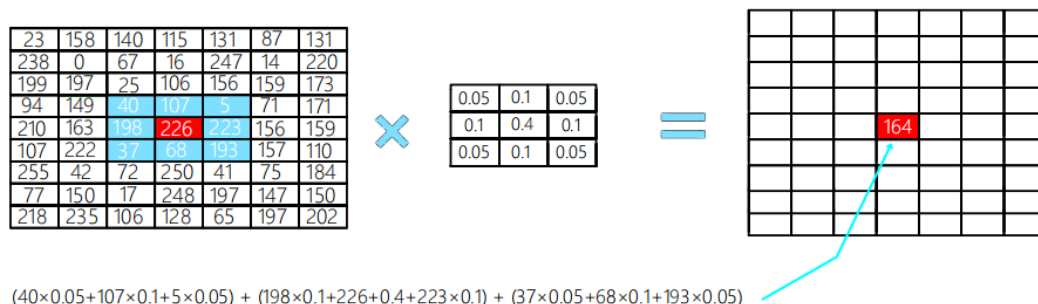 23 158 140 115 131 87 131
238 0 67 16 247 14 220
199 197 25 106 156 159 173
94 149 40 107 5 71 171
210 163 198 226 223 156 159
107 222 37 68 193 157 110
255 42 72 250 41 75 184
77 150 17 248 197 147 150
218 235 106 128 65 197 202
×
0.05 0.1 0.05
0.1 0.4 0.1
0.05 0.1 0.05
=
164
(40×0.05+107×0.1+5×0.05) + (198×0.1+226+0.4+223×0.1) + (37×0.05+68×0.1+193×0.05)